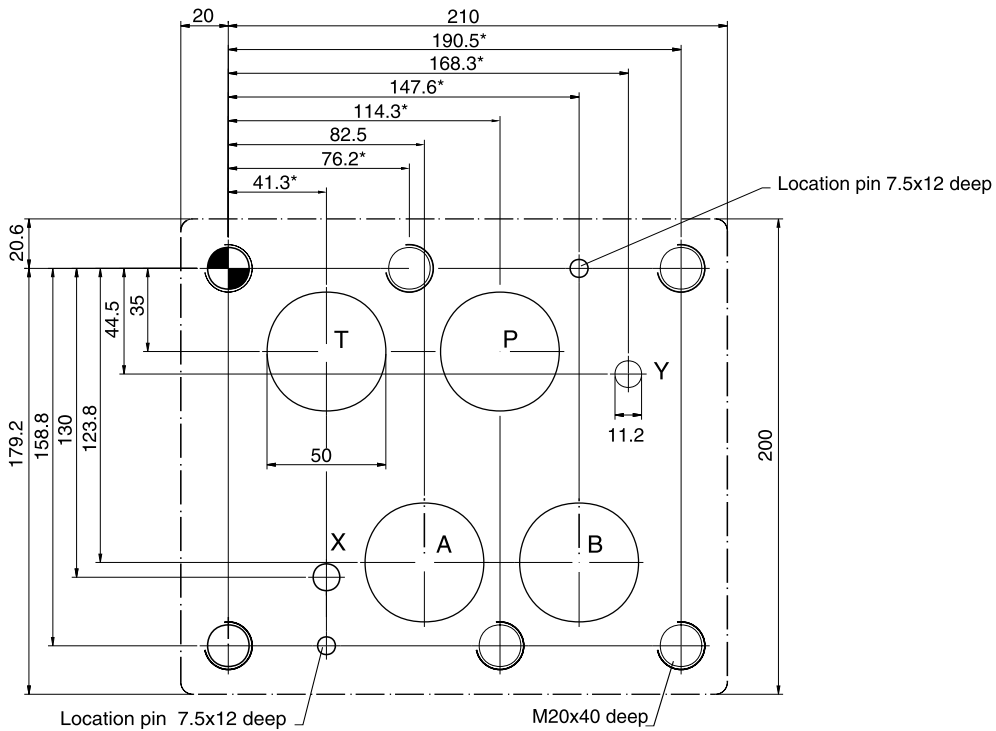 20
210
190.5*
168.3*
147.6*
114.3*
82.5
76.2*
41.3*
Location pin 7.5x12 deep
20.6
35
44.5
T
P
Y
11.2
179.2
158.8
130
123.8
50
200
X
A
B
Location pin 7.5x12 deep
M20x40 deep